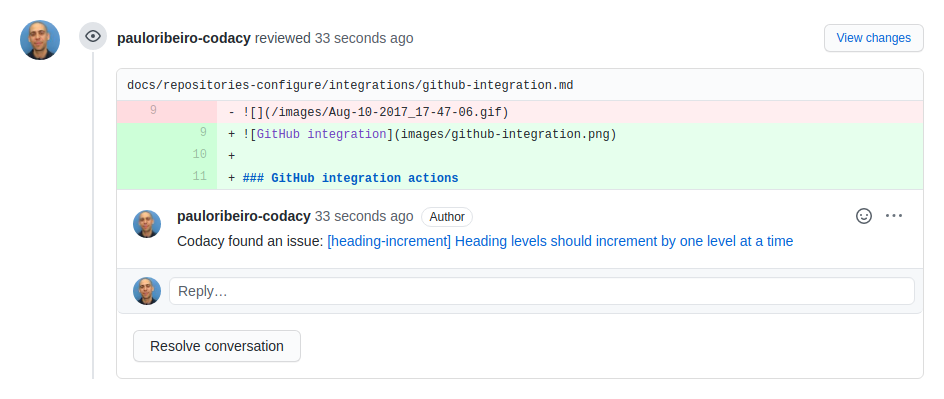 pauloribeiro-codacy reviewed 33 seconds ago
View changes
docs/repositories-configure/integrations/github-integration.md
9 - ![](/images/Aug-10-2017_17-47-06.gif)
9 + ![GitHub integration](images/github-integration.png)
10 +
11 + ### GitHub integration actions
pauloribeiro-codacy 33 seconds ago Author
Codacy found an issue: [heading-increment] Heading levels should increment by one level at a time
Reply…
Resolve conversation